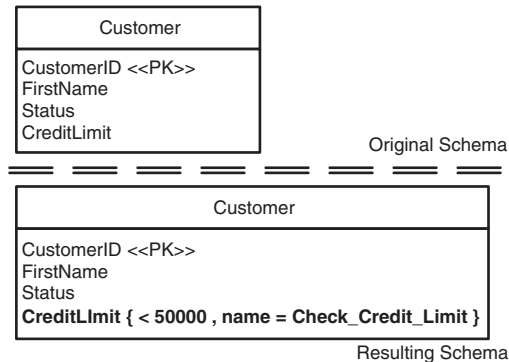 Customer
CustomerID <<PK>>
FirstName
Status
CreditLimit
Original Schema
Customer
CustomerID <<PK>>
FirstName
Status
CreditLImit { < 50000 , name = Check_Credit_Limit }
Resulting Schema